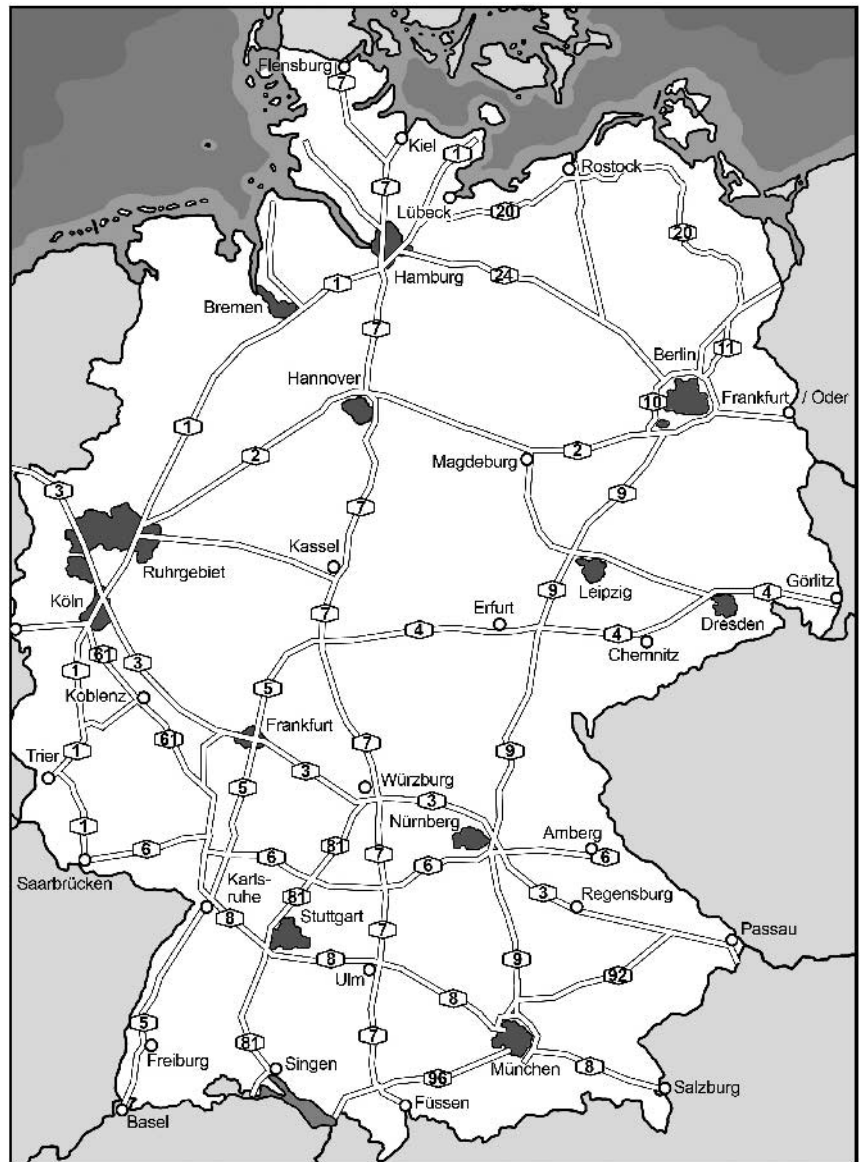 Flensburg
7
Kiel
1
Rostock
7
Lübeck
20
20
Hamburg
24
1
Bremen
7
11
Berlin
Hannover
10
Frankfurt / Oder
1
2
2
Magdeburg
3
9
7
Ruhrgebiet
Kassel
9
Leipzig
4
Görlitz
Köln
7
Erfurt
4
4
Dresden
Chemnitz
61
3
1
5
Koblenz
Frankfurt
61
7
1
9
Trier
3
5
Würzburg
3
Nürnberg
1
81
Amberg
6
6
7
6
6
Saarbrücken
Karls-
ruhe
81
3
Regensburg
8
Stuttgart
7
Passau
8
9
Ulm
92
8
5
7
81
Freiburg
München
Singen
8
96
Salzburg
Basel
Füssen